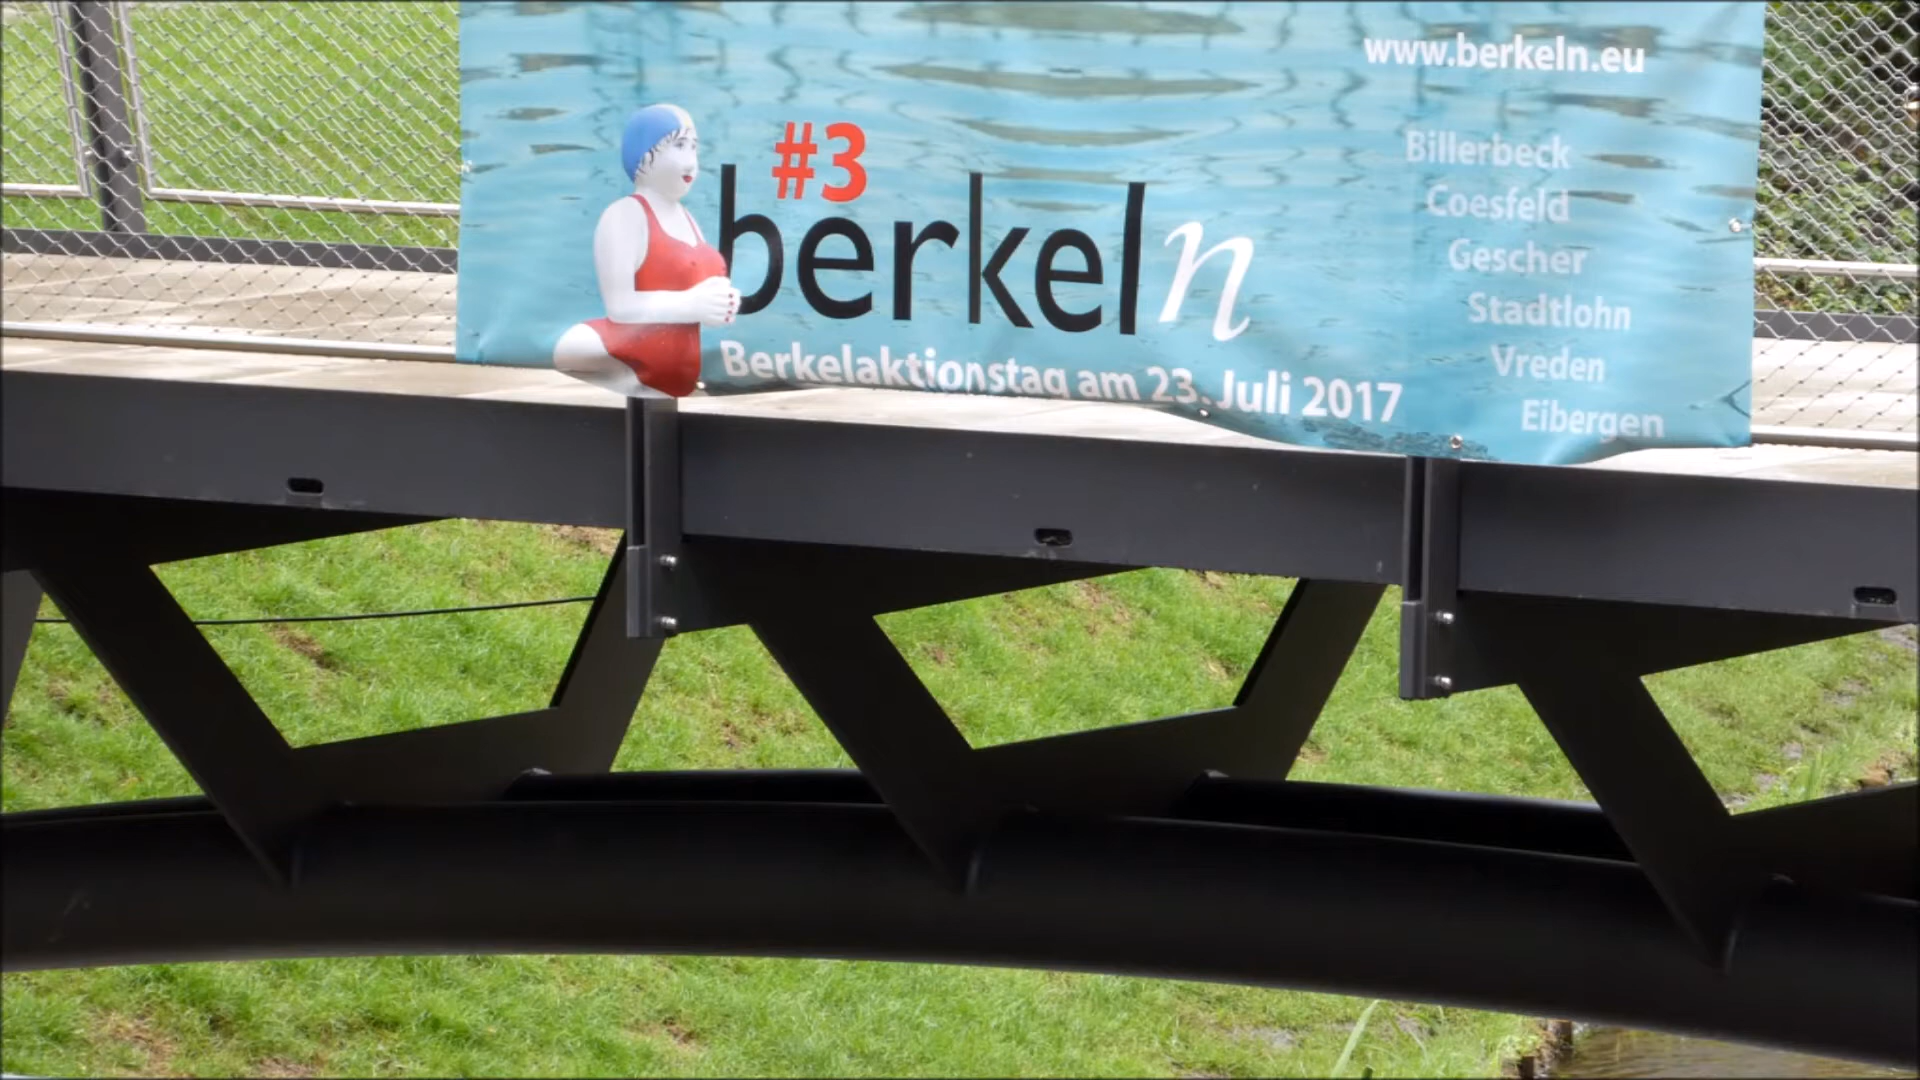 www.berkeln.eu
#3
berkeln
Berkelaktionstag am 23. Juli 2017
Billerbeck
Coesfeld
Gescher
Stadtlohn
Vreden
Eibergen